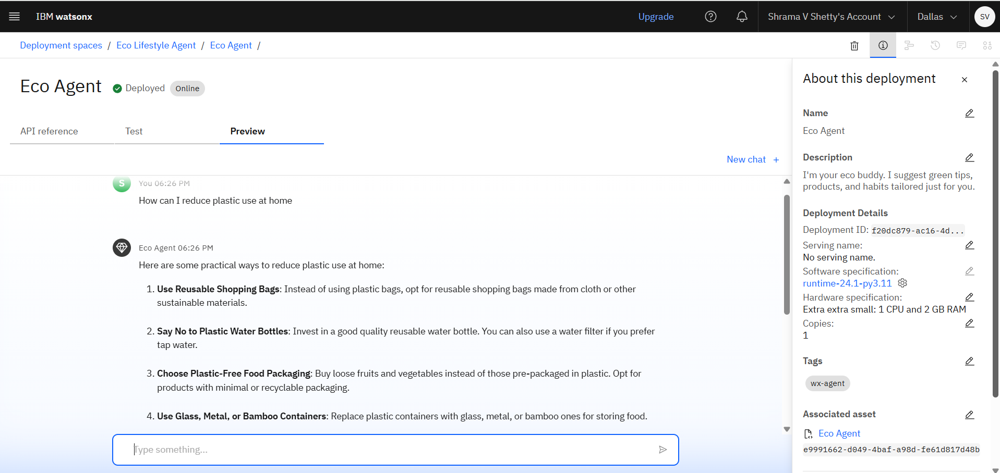 IBM watsonx
Upgrade
Shrama V Shetty's Account
Dallas
SV
Deployment spaces / Eco Lifestyle Agent / Eco Agent /
Eco Agent
Deployed
Online
API reference
Test
Preview
New chat +
S
You 06:26 PM
How can I reduce plastic use at home
Eco Agent 06:26 PM
Here are some practical ways to reduce plastic use at home:
1. Use Reusable Shopping Bags: Instead of using plastic bags, opt for reusable shopping bags made from cloth or other
sustainable materials.
2. Say No to Plastic Water Bottles: Invest in a good quality reusable water bottle. You can also use a water filter if you prefer
tap water.
3. Choose Plastic-Free Food Packaging: Buy loose fruits and vegetables instead of those pre-packaged in plastic. Opt for
products with minimal or recyclable packaging.
4. Use Glass, Metal, or Bamboo Containers: Replace plastic containers with glass, metal, or bamboo ones for storing food.
Type something...
About this deployment
Name
Eco Agent
Description
I'm your eco buddy. I suggest green tips,
products, and habits tailored just for you.
Deployment Details
Deployment ID: f20dc879-ac16-4d...
Serving name:
No serving name.
Software specification:
runtime-24.1-py3.11
Hardware specification:
Extra extra small: 1 CPU and 2 GB RAM
Copies:
1
Tags
wx-agent
Associated asset
Eco Agent
e9991662-d049-4baf-a98d-fe61d817d48b